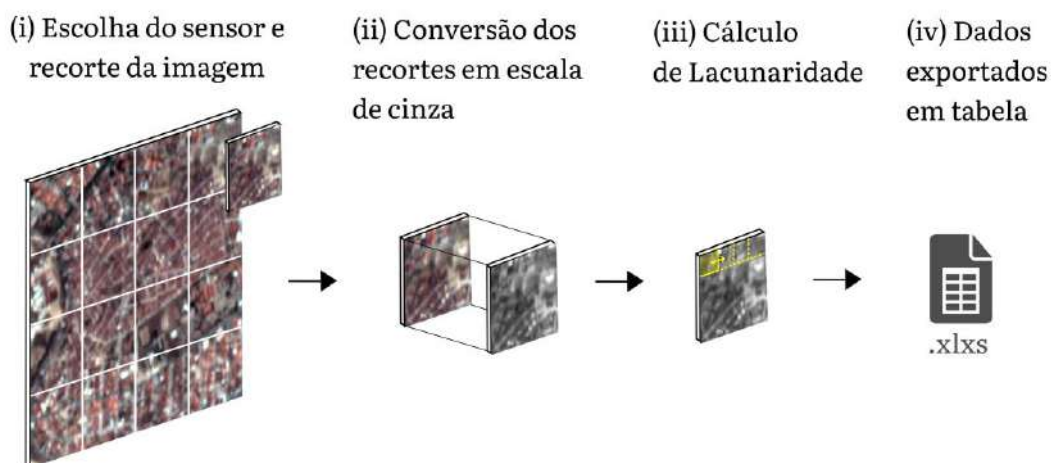 (i) Escolha do sensor e
recorte da imagem
(ii) Conversão dos
recortes em escala
de cinza
(iii) Cálculo
de Lacunaridade
(iv) Dados
exportados
em tabela
.xlxs